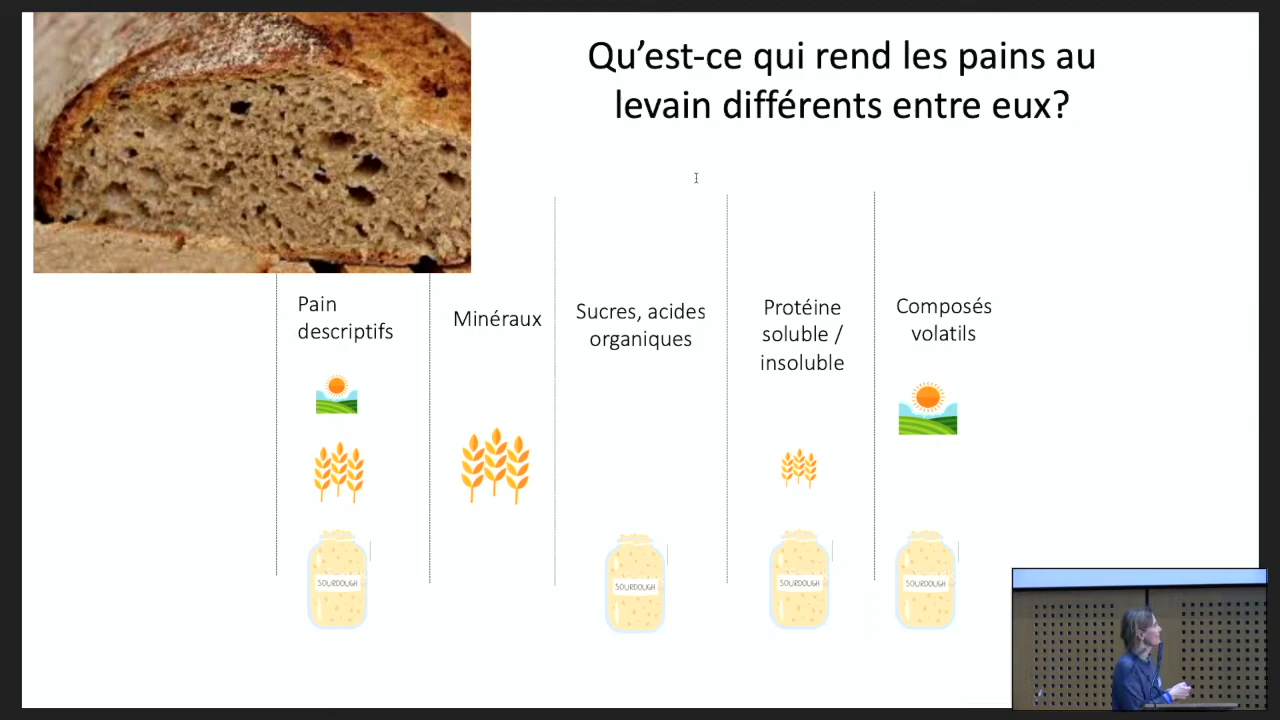 Qu’est-ce qui rend les pains au
levain différents entre eux?
Pain
descriptifs
Minéraux
Sucres, acides
organiques
Protéine
soluble /
insoluble
Composés
volatils
SOURDOUGH
SOURDOUGH
SOURDOUGH
SOURDOUGH